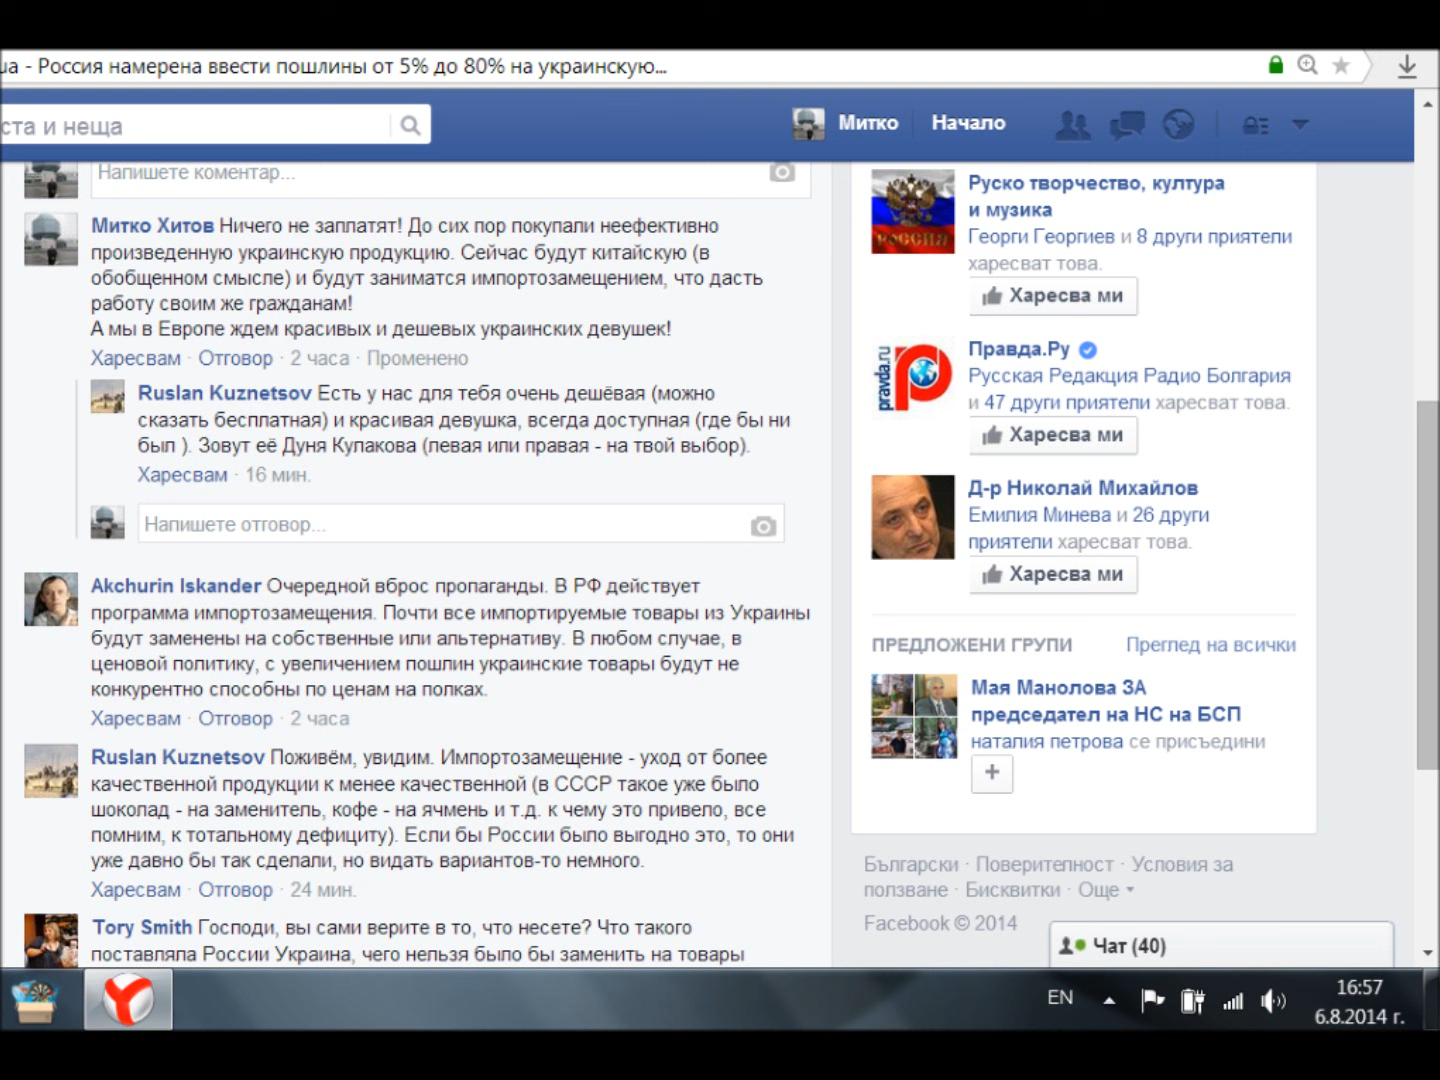 ua - Россия намерена ввести пошлины от 5% до 80% на украинскую...
ста и неща
Митко Начало
Напишете коментар...
Митко Хитов Ничего не заплатят! До сих пор покупали неефективно
произведенную украинскую продукцию. Сейчас будут китайскую (в
обобщенном смысле) и будут заниматся импортозамещением, что дасть
работу своим же гражданам!
А мы в Европе ждем красивых и дешевых украинских девушек!
Харесвам · Отговор · 2 часа · Променено
Ruslan Kuznetsov Есть у нас для тебя очень дешёвая (можно
сказать бесплатная) и красивая девушка, всегда доступная (где бы ни
был ). Зовут её Дуня Кулакова (левая или правая - на твой выбор).
Харесвам · 16 мин.
Напишете отговор...
Akchurin Iskander Очередной вброс пропаганды. В РФ действует
программа импортозамещения. Почти все импортируемые товары из Украины
будут заменены на собственные или альтернативу. В любом случае, в
ценовой политику, с увеличением пошлин украинские товары будут не
конкурентно способны по ценам на полках.
Харесвам · Отговор · 2 часа
Ruslan Kuznetsov Поживём, увидим. Импортозамещение - уход от более
качественной продукции к менее качественной (в СССР такое уже было
шоколад - на заменитель, кофе - на ячмень и т.д. к чему это привело, все
помним, к тотальному дефициту). Если бы России было выгодно это, то они
уже давно бы так сделали, но видать вариантов-то немного.
Харесвам · Отговор · 24 мин.
Tory Smith Господи, вы сами верите в то, что несете? Что такого
поставляла России Украина, чего нельзя было бы заменить на товары
РОССИЯ
Руско творчество, култура
и музика
Георги Георгиев и 8 други приятели
харесват това.
Харесва ми
pravda.ru
Правда.Ру
Русская Редакция Радио Болгария
и 47 други приятели харесват това.
Харесва ми
Д-р Николай Михайлов
Емилия Минева и 26 други
приятели харесват това.
Харесва ми
ПРЕДЛОЖЕНИ ГРУПИ Преглед на всички
Мая Манолова ЗА
председател на НС на БСП
наталия петрова се присъедини
+
Български · Поверителност · Условия за
ползване · Бисквитки · Още
Facebook © 2014
Чат (40)
EN
16:57
6.8.2014 г.